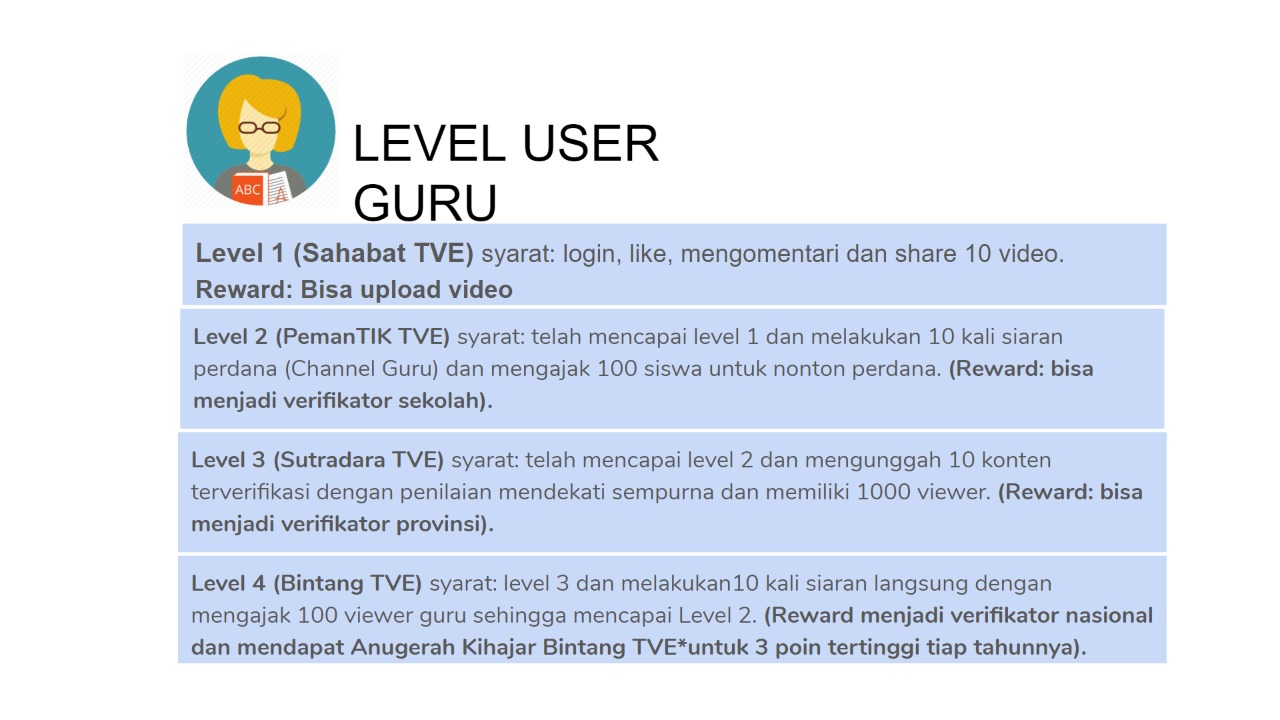 ABC
A
LEVEL USER
GURU
Level 1 (Sahabat TVE) syarat: login, like, mengomentari dan share 10 video.
Reward: Bisa upload video
Level 2 (PemanTIK TVE) syarat: telah mencapai level 1 dan melakukan 10 kali siaran
perdana (Channel Guru) dan mengajak 100 siswa untuk nonton perdana. (Reward: bisa
menjadi verifikator sekolah).
Level 3 (Sutradara TVE) syarat: telah mencapai level 2 dan mengunggah 10 konten
terverifikasi dengan penilaian mendekati sempurna dan memiliki 1000 viewer. (Reward: bisa
menjadi verifikator provinsi).
Level 4 (Bintang TVE) syarat: level 3 dan melakukan10 kali siaran langsung dengan
mengajak 100 viewer guru sehingga mencapai Level 2. (Reward menjadi verifikator nasional
dan mendapat Anugerah Kihajar Bintang TVE*untuk 3 poin tertinggi tiap tahunnya).